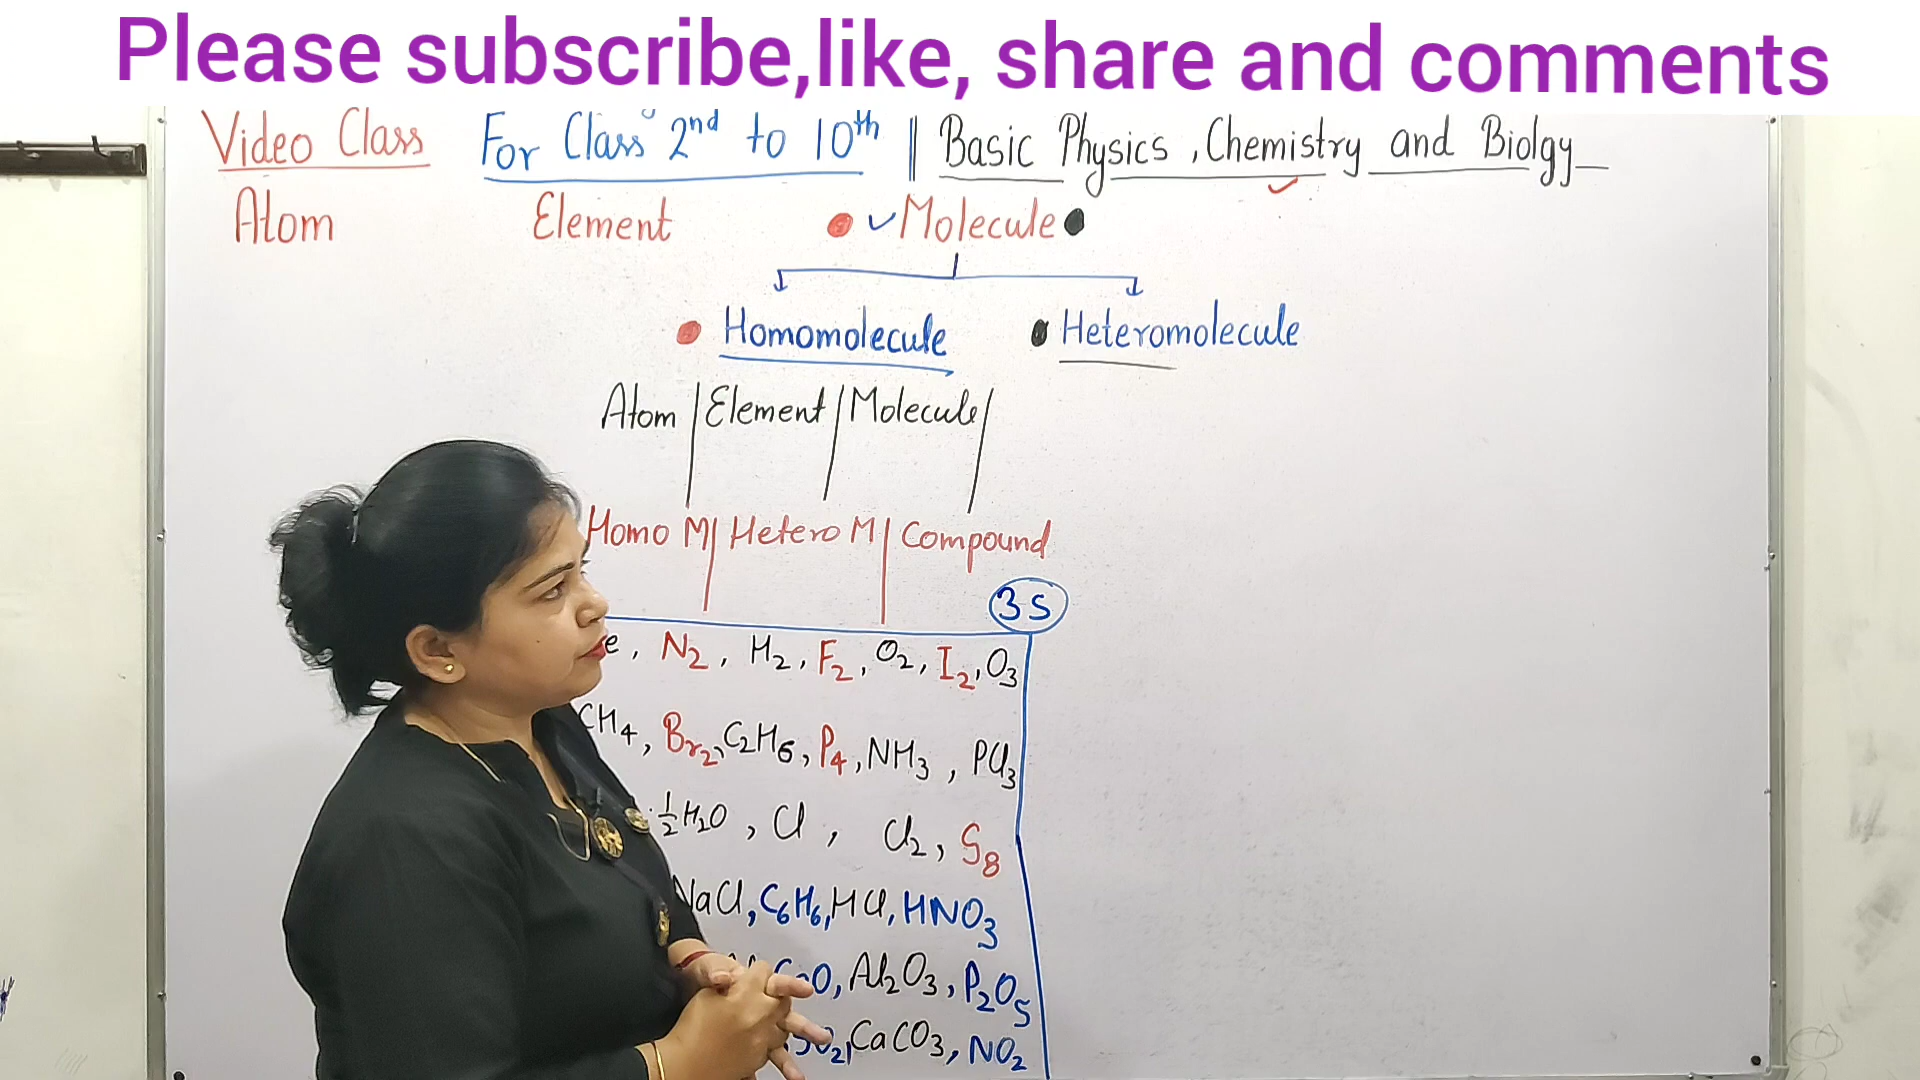 Please subscribe,like, share and comments
Video Class For Class 2nd to 10th || Basic Physics ,Chemistry and Biolgy
Atom Element Molecule
Homomolecule Heteromolecule
Atom / Element / Molecule /
Homo M | Hetero M | Compound
3S
e, N2, H2, F2, O2, I2, O3
CH4, Br2, C2H6, P4, NH3, PCl3
½H2O, Cl, Cl2, S8
NaCl, C6H6, HCl, HNO3
Al2O3, P2O5
SO2, CaCO3, NO2